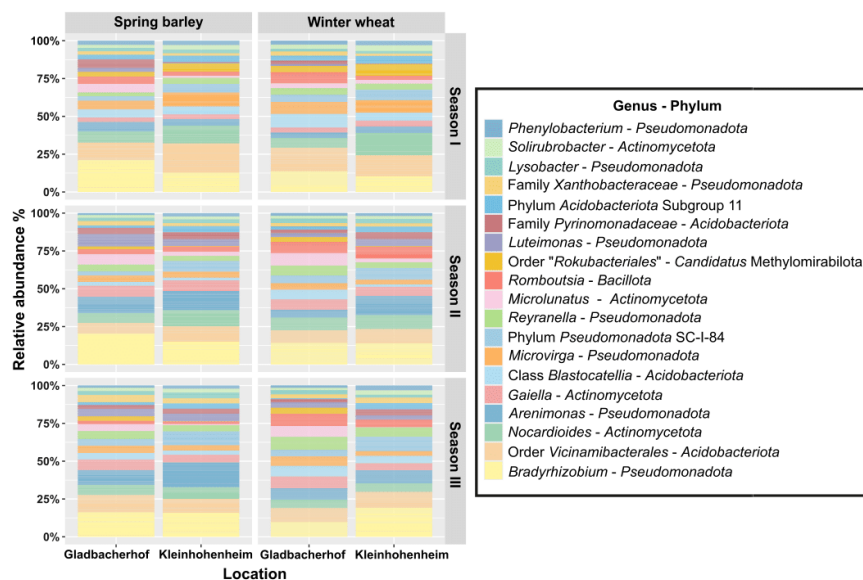 Spring barley
Winter wheat
Relative abundance %
100%
75%
50%
25%
0%
Season I
100%
75%
50%
25%
0%
Season II
100%
75%
50%
25%
0%
Season III
Gladbacherhof
Kleinhohenheim
Gladbacherhof
Kleinhohenheim
Location
Genus - Phylum
Phenylobacterium - Pseudomonadota
Solirubrobacter - Actinomycetota
Lysobacter - Pseudomonadota
Family Xanthobacteraceae - Pseudomonadota
Phylum Acidobacteriota Subgroup 11
Family Pyrinomonadaceae - Acidobacteriota
Luteimonas - Pseudomonadota
Order "Rokubacteriales" - Candidatus Methylomirabilota
Romboutsia - Bacillota
Microlunatus - Actinomycetota
Reyranella - Pseudomonadota
Phylum Pseudomonadota SC-I-84
Microvirga - Pseudomonadota
Class Blastocatellia - Acidobacteriota
Gaiella - Actinomycetota
Arenimonas - Pseudomonadota
Nocardioides - Actinomycetota
Order Vicinamibacterales - Acidobacteriota
Bradyrhizobium - Pseudomonadota